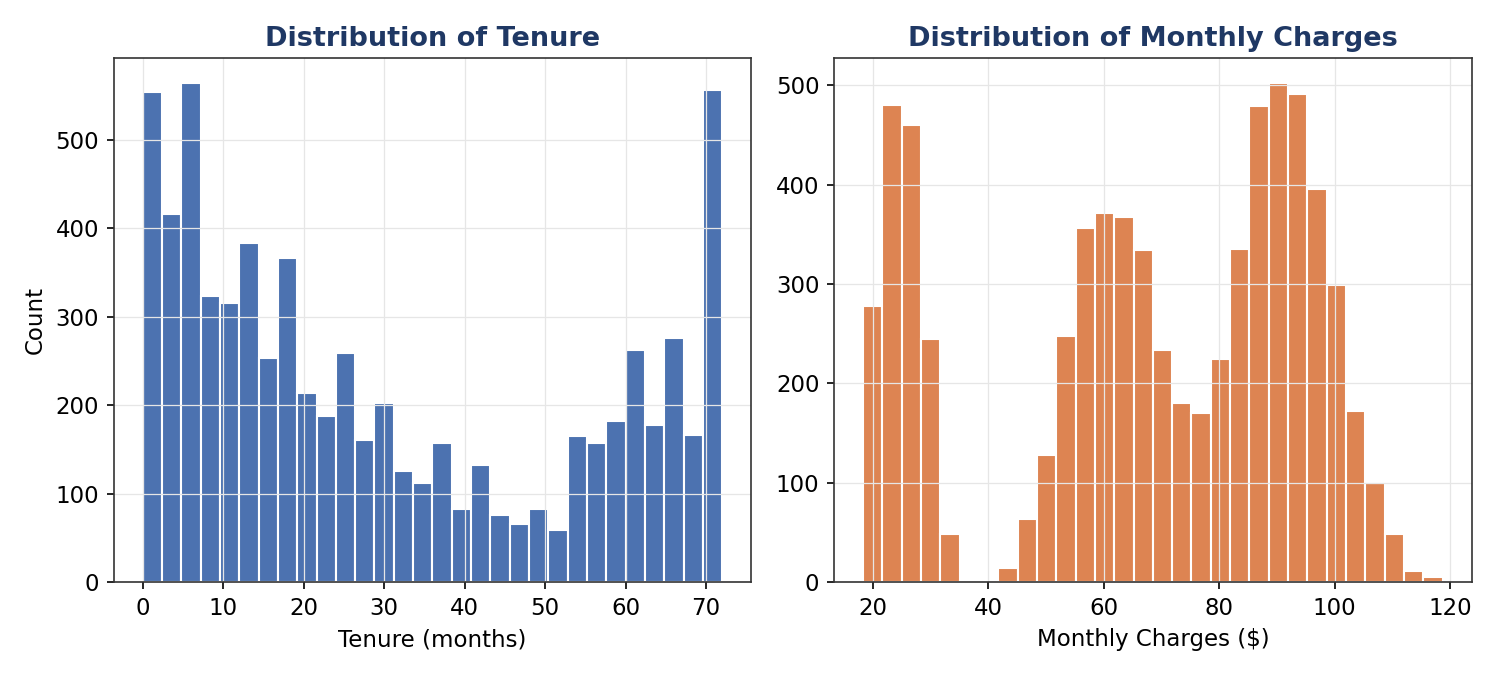 Distribution of Tenure
Count
500
400
300
200
100
0
0 10 20 30 40 50 60 70
Tenure (months)
Distribution of Monthly Charges
500
400
300
200
100
0
20 40 60 80 100 120
Monthly Charges ($)